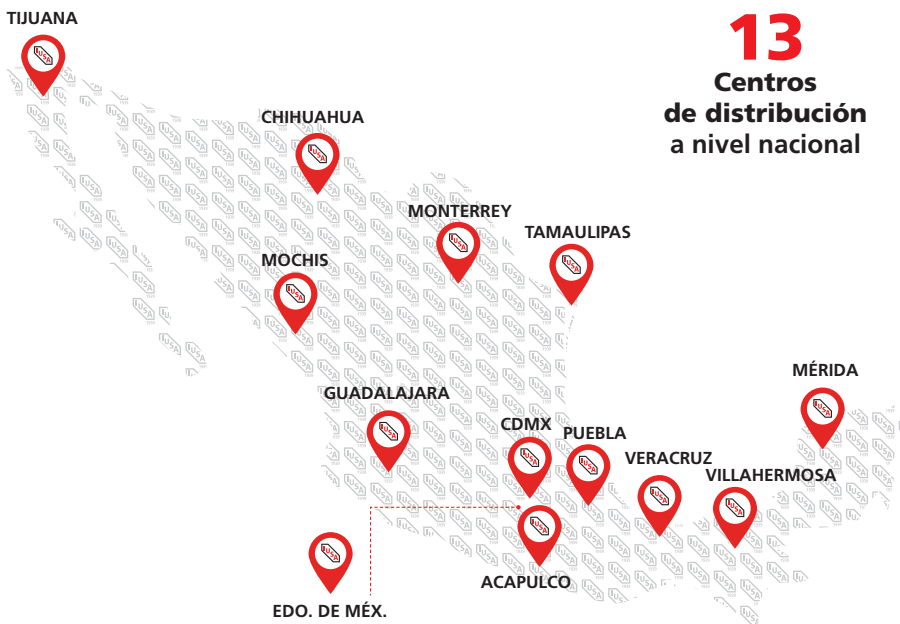 TIJUANA
13
Centros
de distribución
a nivel nacional
CHIHUAHUA
MONTERREY
TAMAULIPAS
MOCHIS
MÉRIDA
GUADALAJARA
CDMX
PUEBLA
VERACRUZ
VILLAHERMOSA
ACAPULCO
EDO. DE MÉX.
IUSA